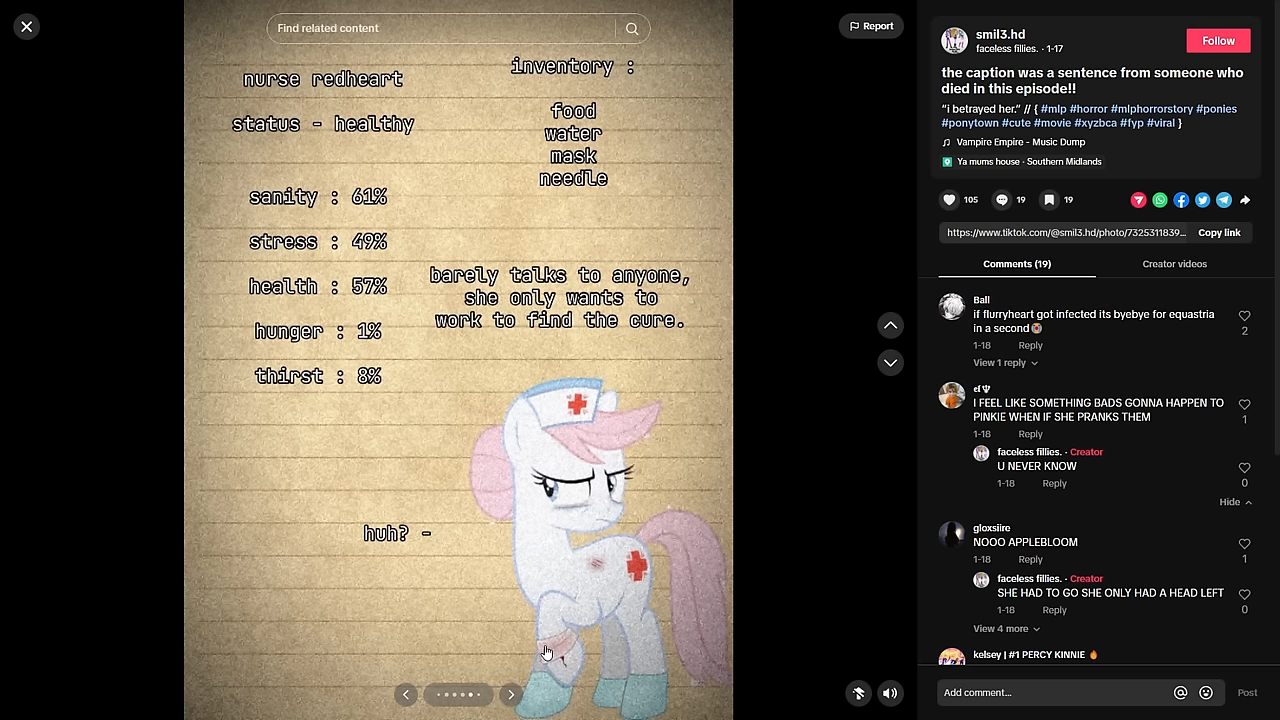 Find related content
nurse redheart
status - healthy
sanity : 61%
stress : 49%
health : 57%
hunger : 1%
thirst : 8%
inventory :
food
water
mask
needle
barely talks to anyone,
she only wants to
work to find the cure.
huh? -
Report
smil3.hd
faceless fillies. · 1-17
Follow
the caption was a sentence from someone who
died in this episode!!
“i betrayed her.” // { #mlp #horror #mlphorrorstory #ponies
#ponytown #cute #movie #xyzbca #fyp #viral }
Vampire Empire - Music Dump
Ya mums house · Southern Midlands
105
19
19
https://www.tiktok.com/@smil3.hd/photo/7325311839...
Copy link
Comments (19)
Creator videos
Ball
if flurryheart got infected its byebye for equastria
in a second
2
1-18 Reply
View 1 reply
I FEEL LIKE SOMETHING BADS GONNA HAPPEN TO
PINKIE WHEN IF SHE PRANKS THEM
1
1-18 Reply
faceless fillies. · Creator
U NEVER KNOW
0
1-18 Reply
Hide
gloxsiire
NOOO APPLEBLOOM
1
1-18 Reply
faceless fillies. · Creator
SHE HAD TO GO SHE ONLY HAD A HEAD LEFT
0
1-18 Reply
View 4 more
kelsey | #1 PERCY KINNIE 🔥
Add comment...
Post